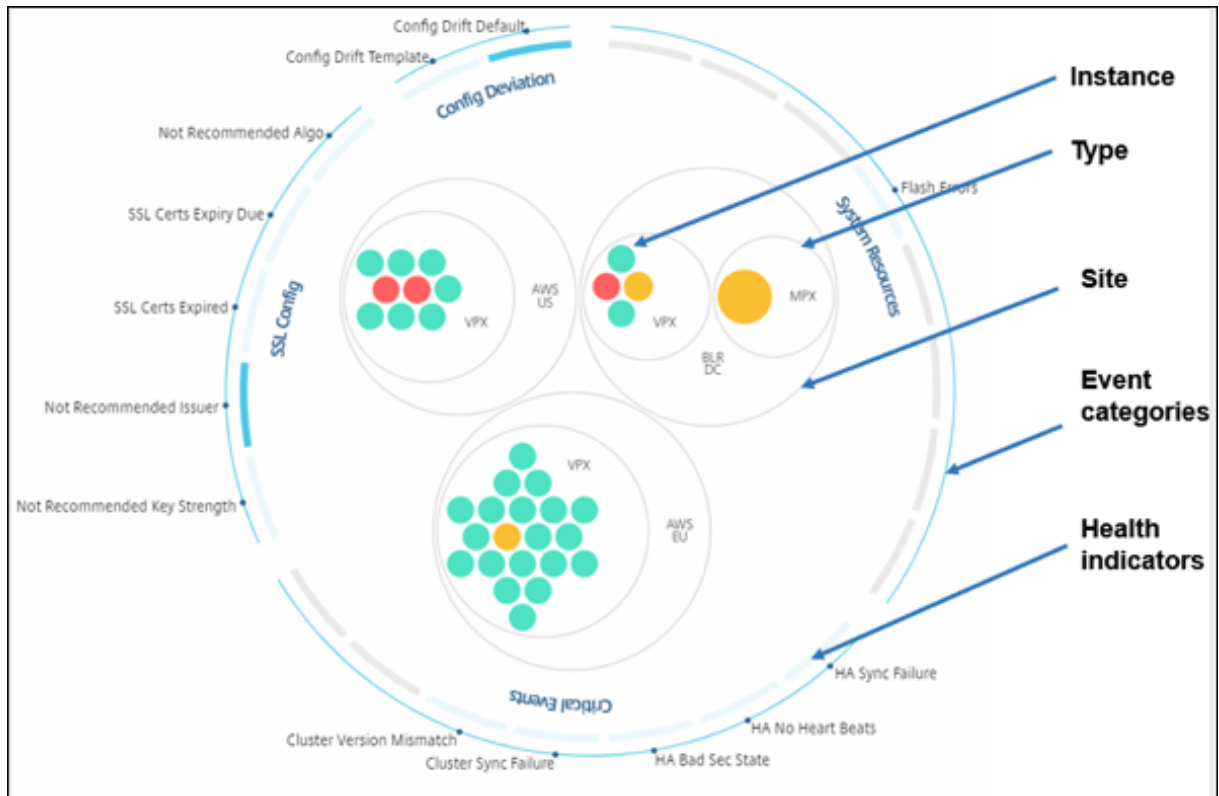 Config Drift Default
Config Drift Template
Config Deviation
Not Recommended Algo
SSL Certs Expiry Due
SSL Certs Expired
SSL Config
Not Recommended Issuer
Not Recommended Key Strength
AWS
US
VPX
VPX
MPX
BLR
DC
Flash Errors
System Resources
VPX
AWS
EU
Critical Events
Cluster Version Mismatch
Cluster Sync Failure
HA Bad Sec State
HA No Heart Beats
HA Sync Failure
Instance
Type
Site
Event
categories
Health
indicators